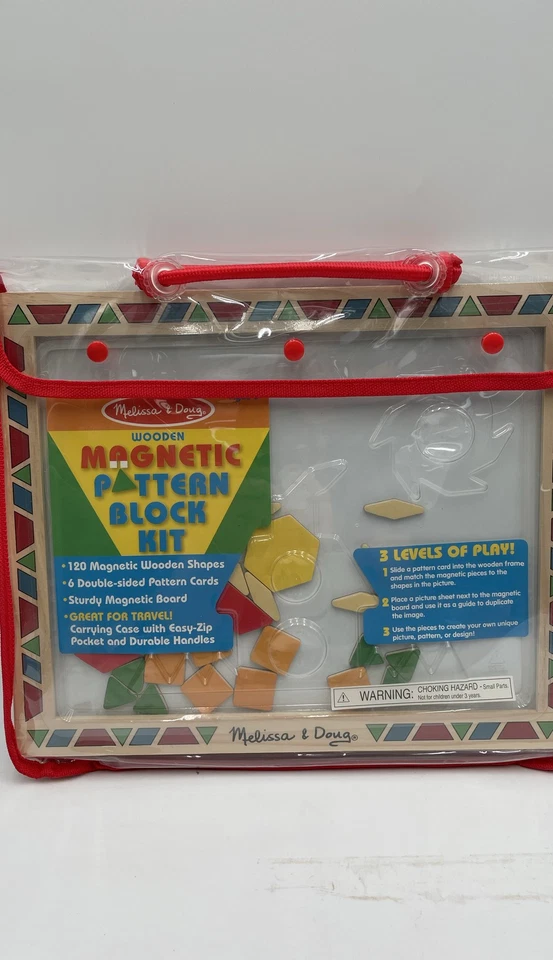 Melissa & Doug®
WOODEN
MAGNETIC
PATTERN
BLOCK
KIT
• 120 Magnetic Wooden Shapes
• 6 Double-sided Pattern Cards
• Sturdy Magnetic Board
• GREAT FOR TRAVEL!
Carrying Case with Easy-Zip
Pocket and Durable Handles
3 LEVELS OF PLAY!
1 Slide a pattern card into the wooden frame
and match the magnetic pieces to the
shapes in the picture.
2 Place a picture sheet next to the magnetic
board and use it as a guide to duplicate
the image.
3 Use the pieces to create your own unique
picture, pattern, or design!
WARNING: CHOKING HAZARD - Small Parts.
Not for children under 3 years.
Melissa & Doug®